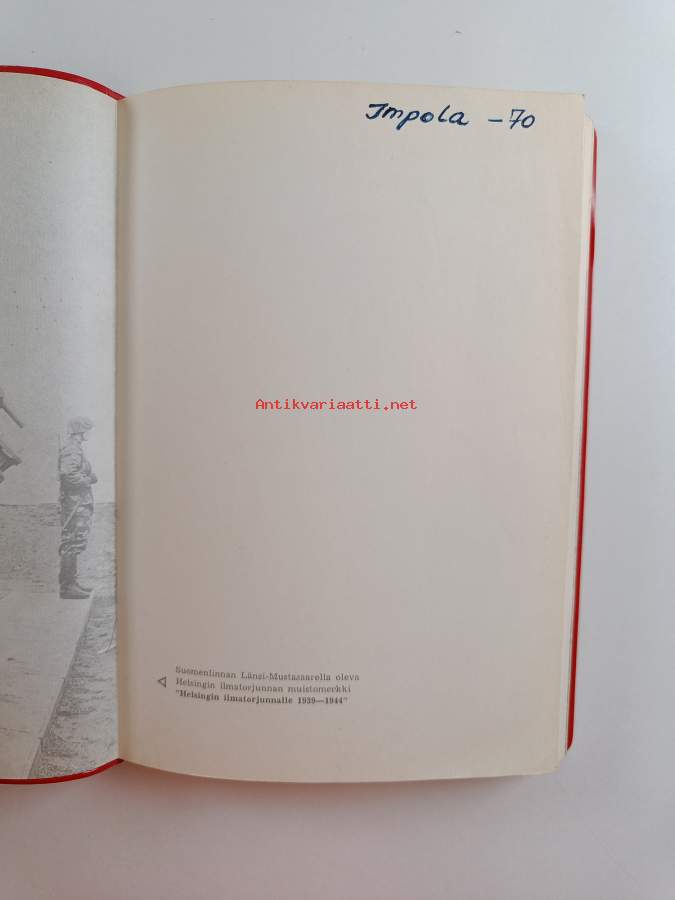 Impola -70
Antikvariaatti.net
Suomenlinnan Länsi-Mustasaarella oleva
Helsingin ilmatorjunnan muistomerkki
"Helsingin ilmatorjunnalle 1939—1944"